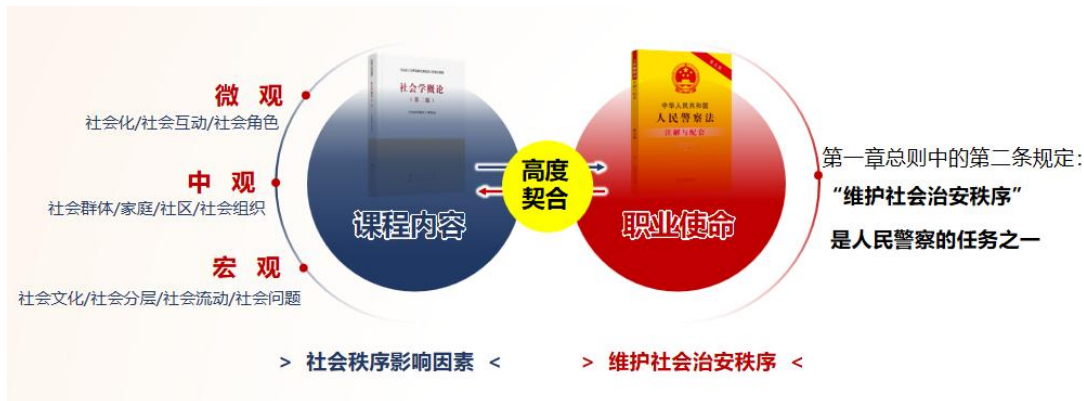 微观
社会化/社会互动/社会角色
中观
社会群体/家庭/社区/社会组织
宏观
社会文化/社会分层/社会流动/社会问题
社会学概论
(第二版)
课程内容
高度
契合
中华人民共和国
人民警察法
注解与配套
职业使命
第一章总则中的第二条规定:
“维护社会治安秩序”
是人民警察的任务之一
> 社会秩序影响因素 <
> 维护社会治安秩序 <